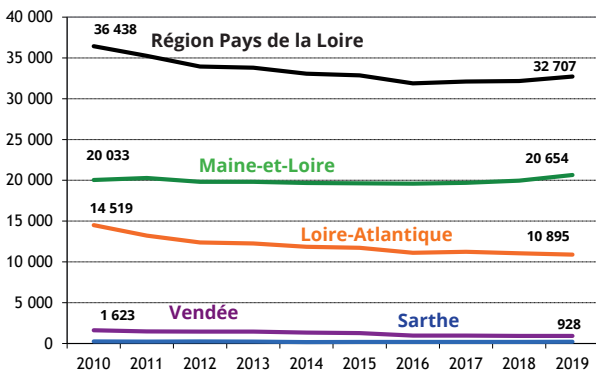 40 000
36 438
Région Pays de la Loire
35 000
32 707
30 000
25 000
20 033
Maine-et-Loire
20 654
20 000
14 519
15 000
Loire-Atlantique
10 895
10 000
5 000
1 623
Vendée
Sarthe
928
0
2010 2011 2012 2013 2014 2015 2016 2017 2018 2019